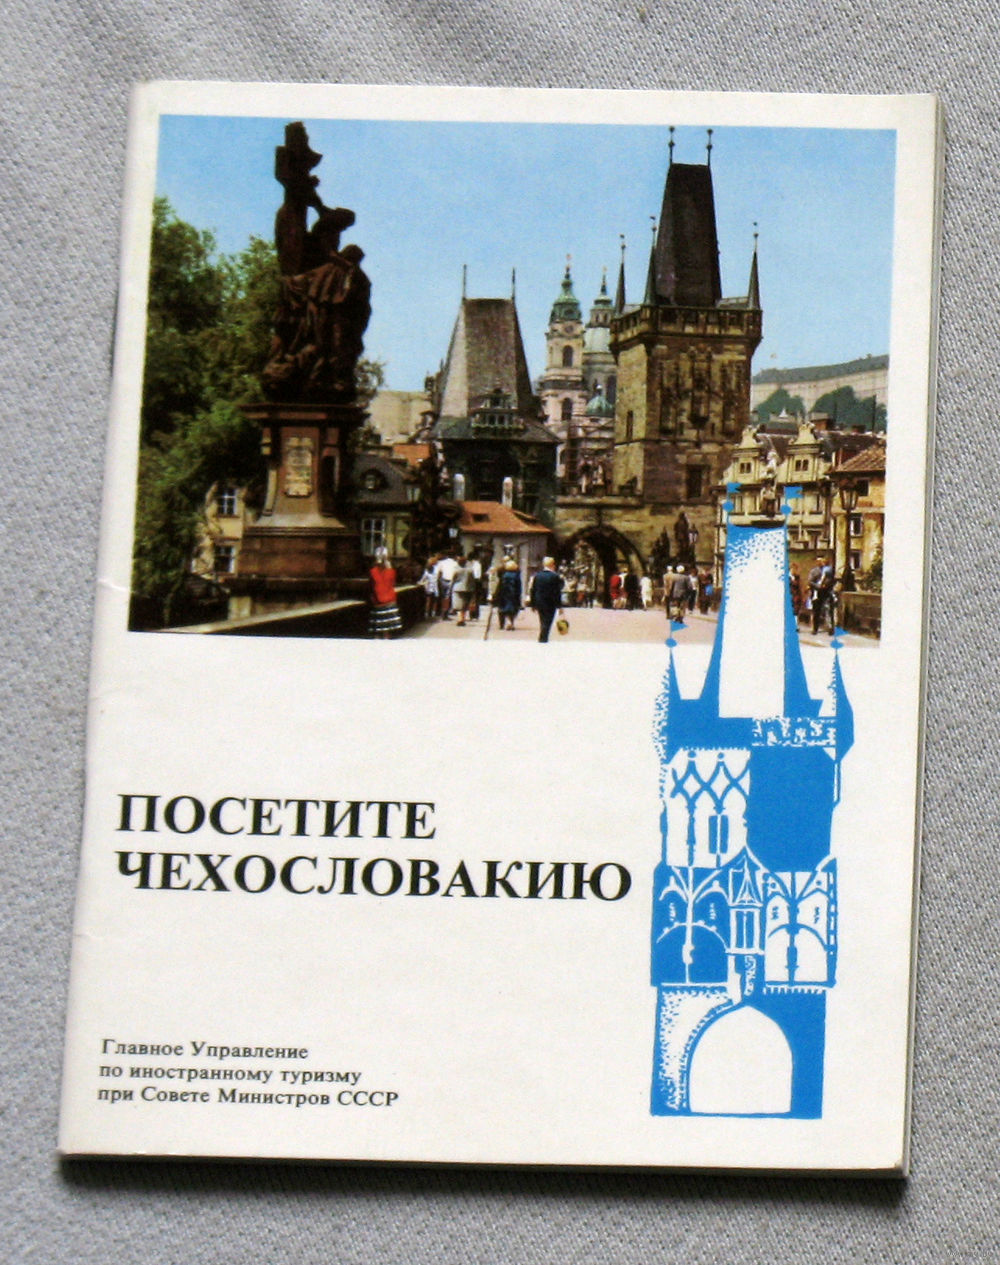 ПОСЕТИТЕ
ЧЕХОСЛОВАКИЮ
Главное Управление
по иностранному туризму
при Совете Министров СССР